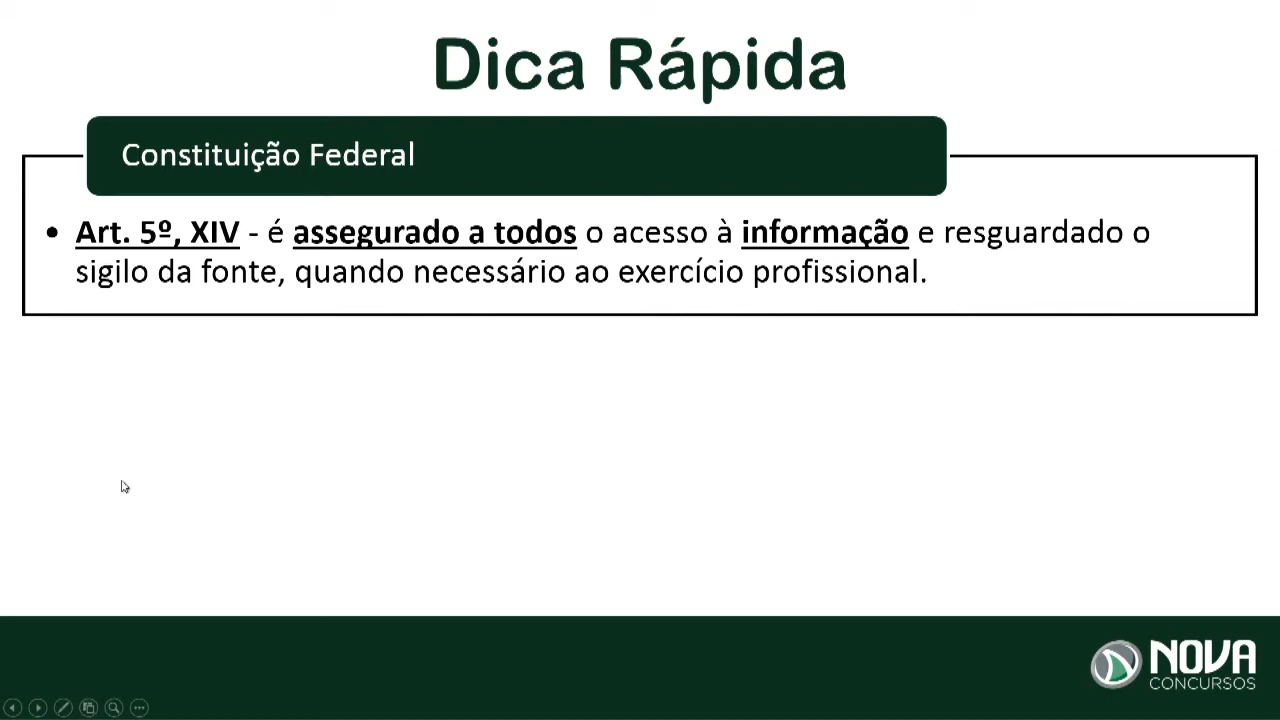 Dica Rápida
Constituição Federal
• Art. 5º, XIV - é assegurado a todos o acesso à informação e resguardado o
sigilo da fonte, quando necessário ao exercício profissional.
NOVA
CONCURSOS